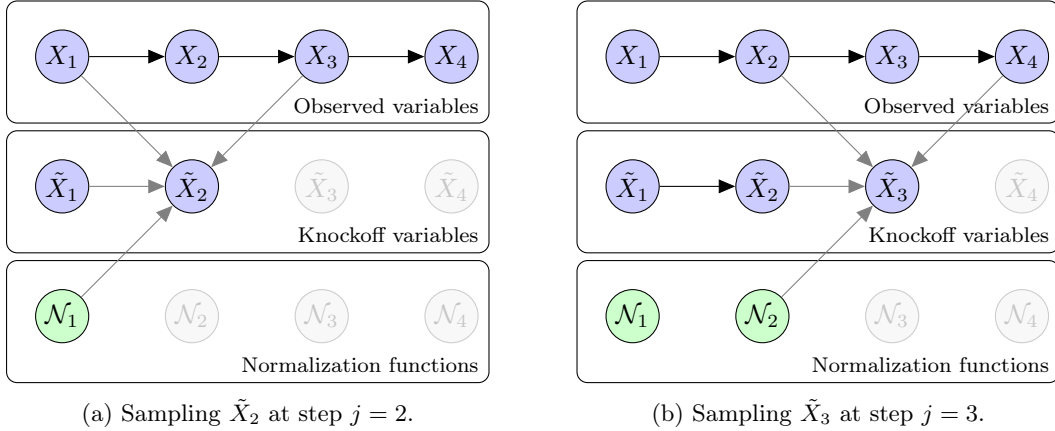 X₁ X₂ X₃ X₄
Observed variables
X̃₁ X̃₂ X̃₃ X̃₄
Knockoff variables
𝒩₁ 𝒩₂ 𝒩₃ 𝒩₄
Normalization functions
(a) Sampling X̃₂ at step j = 2.
X₁ X₂ X₃ X₄
Observed variables
X̃₁ X̃₂ X̃₃ X̃₄
Knockoff variables
𝒩₁ 𝒩₂ 𝒩₃ 𝒩₄
Normalization functions
(b) Sampling X̃₃ at step j = 3.